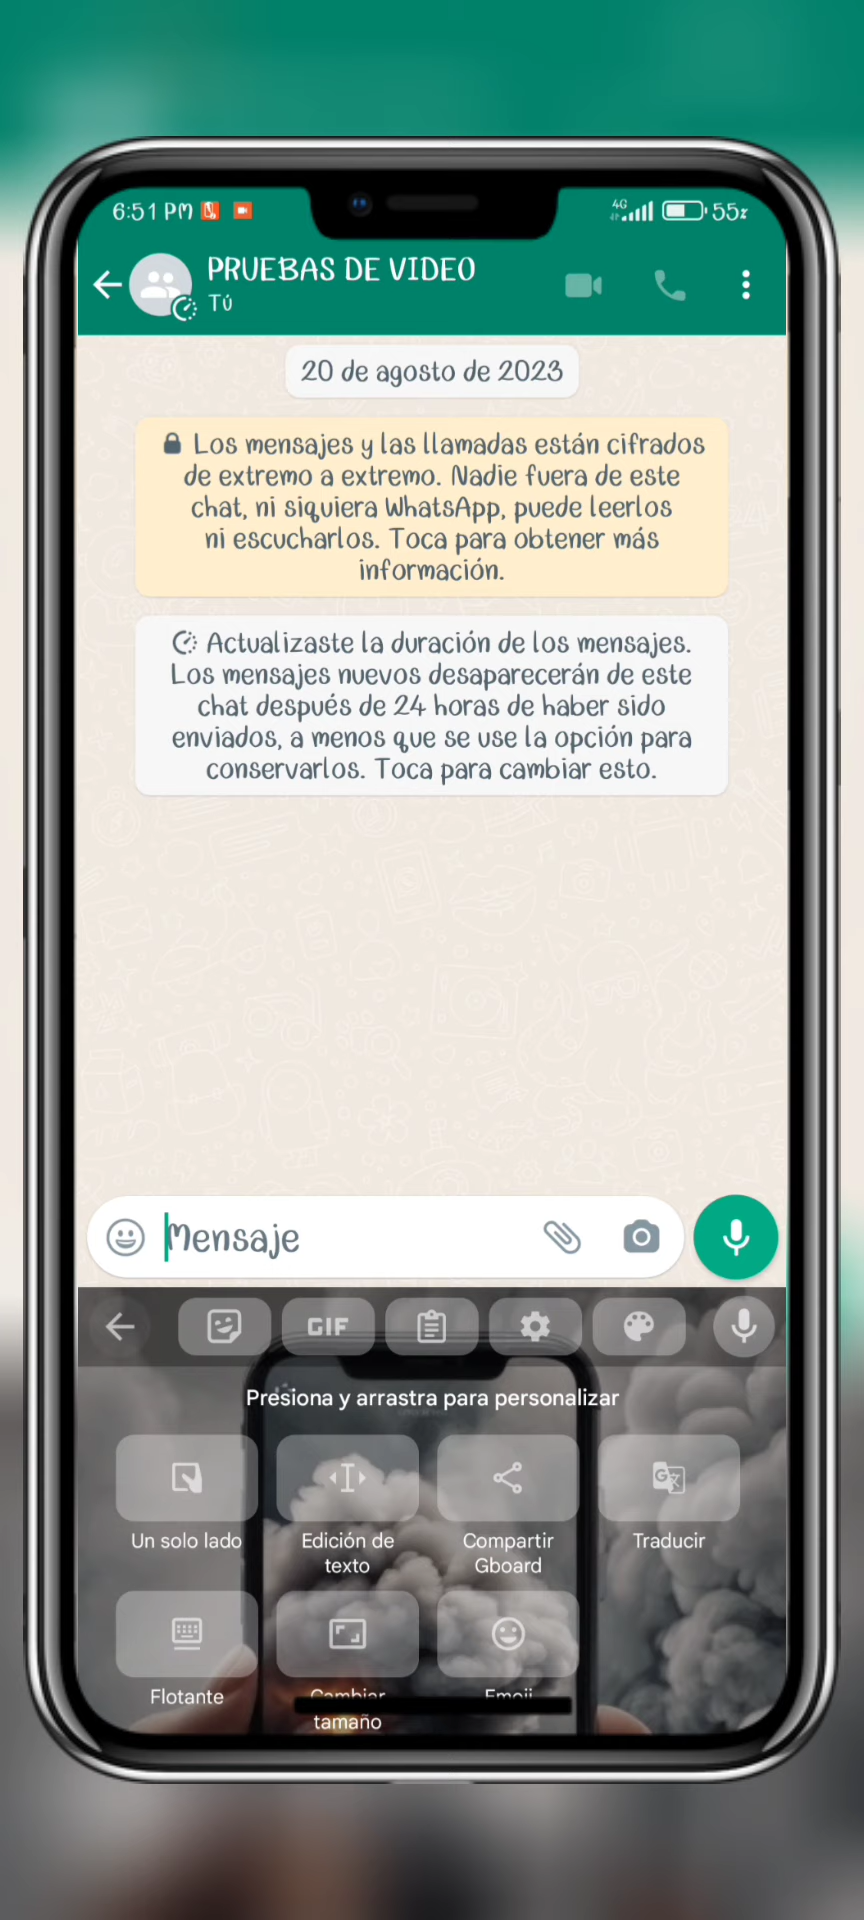 6:51 PM
4G
55%
PRUEBAS DE VIDEO
Tú
20 de agosto de 2023
Los mensajes y las llamadas están cifrados
de extremo a extremo. Nadie fuera de este
chat, ni siquiera WhatsApp, puede leerlos
ni escucharlos. Toca para obtener más
información.
Actualizaste la duración de los mensajes.
Los mensajes nuevos desaparecerán de este
chat después de 24 horas de haber sido
enviados, a menos que se use la opción para
conservarlos. Toca para cambiar esto.
Mensaje
GIF
Presiona y arrastra para personalizar
Un solo lado
Edición de
texto
Compartir
Gboard
Traducir
Flotante
Cambiar
tamaño
Emoji